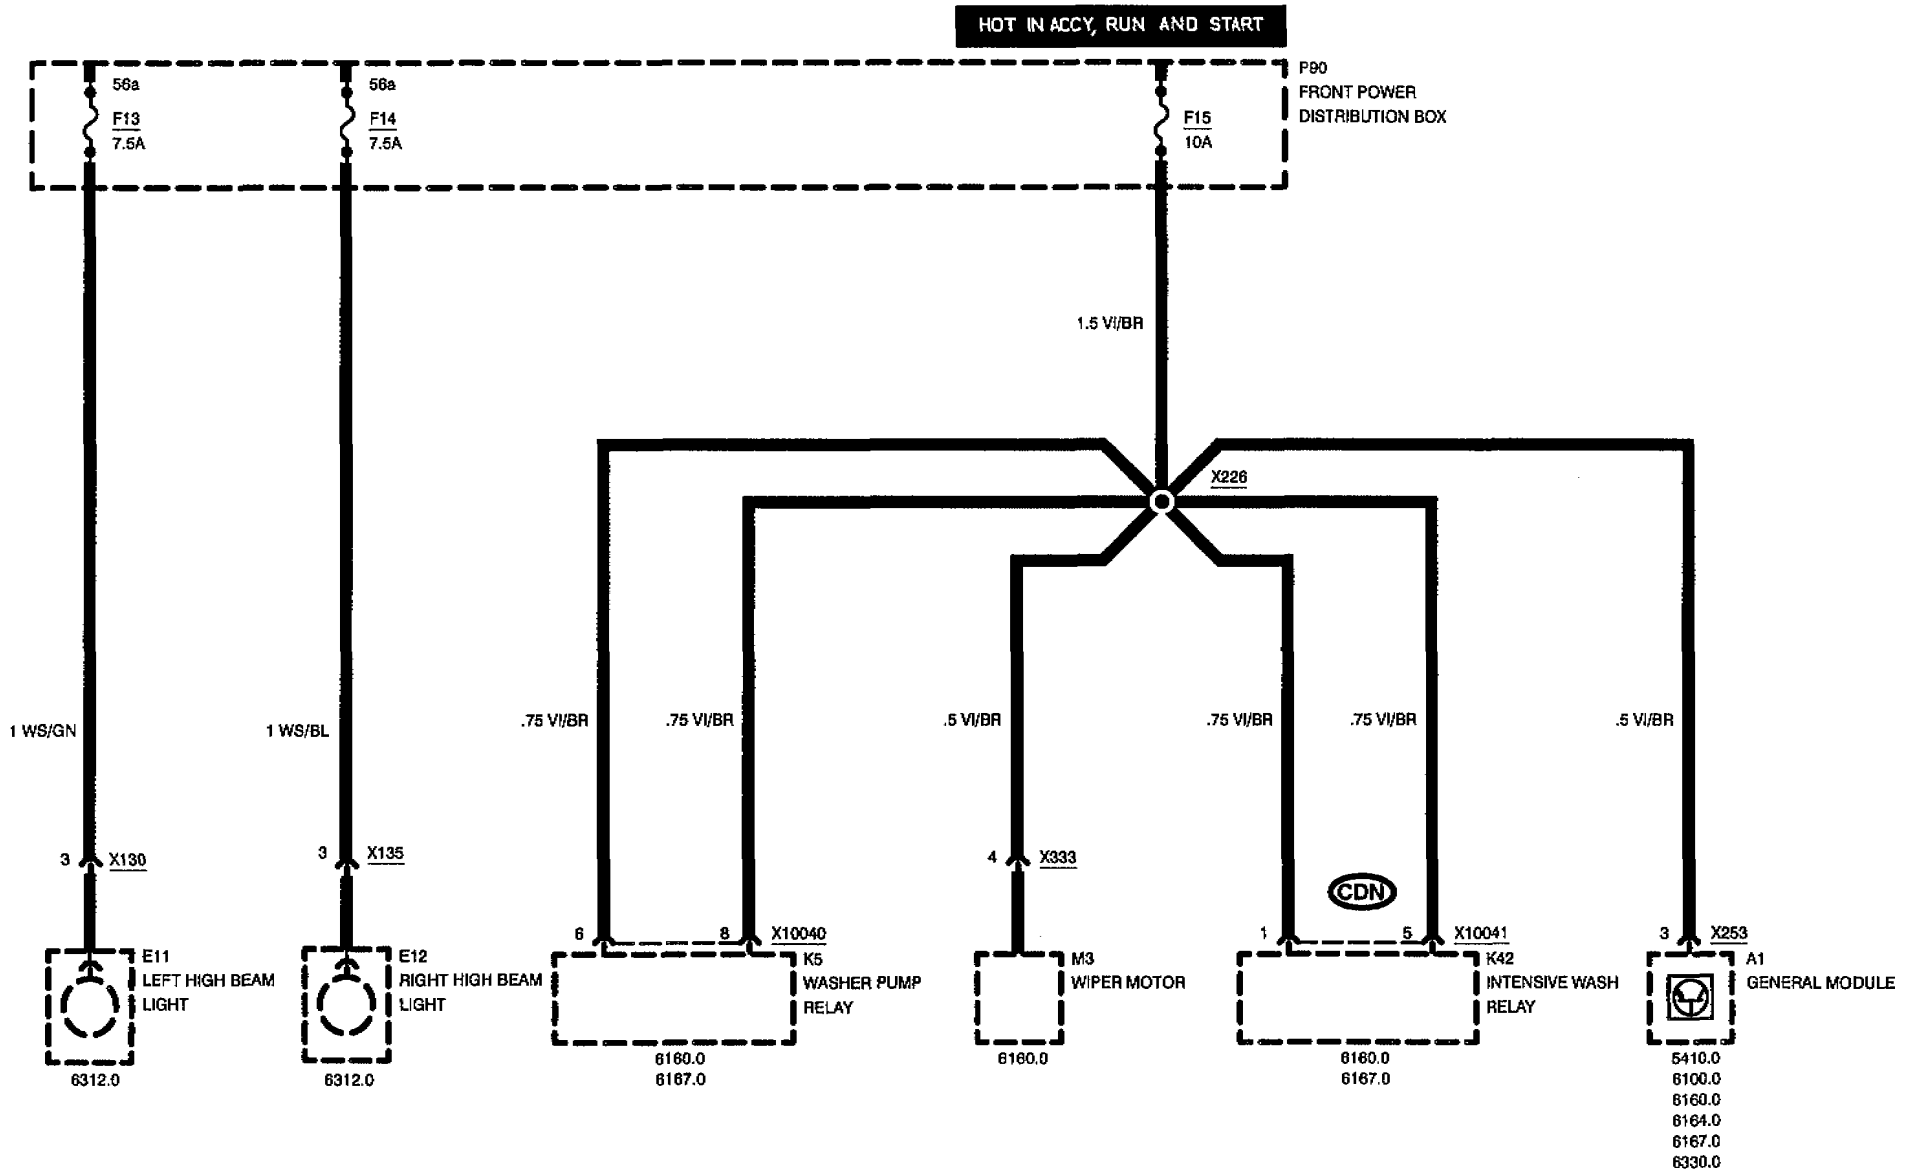 HOT IN ACCY, RUN AND START
P90
FRONT POWER
DISTRIBUTION BOX
56a
F13
7.5A
56a
F14
7.5A
F15
10A
1.5 VI/BR
X226
1 WS/GN
1 WS/BL
.75 VI/BR
.75 VI/BR
.5 VI/BR
.75 VI/BR
.75 VI/BR
.5 VI/BR
3 X130
3 X135
4 X333
CDN
6 8 X10040
1 5 X10041
3 X253
E11
LEFT HIGH BEAM
LIGHT
6312.0
E12
RIGHT HIGH BEAM
LIGHT
6312.0
K5
WASHER PUMP
RELAY
6160.0
6167.0
M3
WIPER MOTOR
6160.0
K42
INTENSIVE WASH
RELAY
6160.0
6167.0
A1
GENERAL MODULE
5410.0
6100.0
6160.0
6164.0
6167.0
6330.0